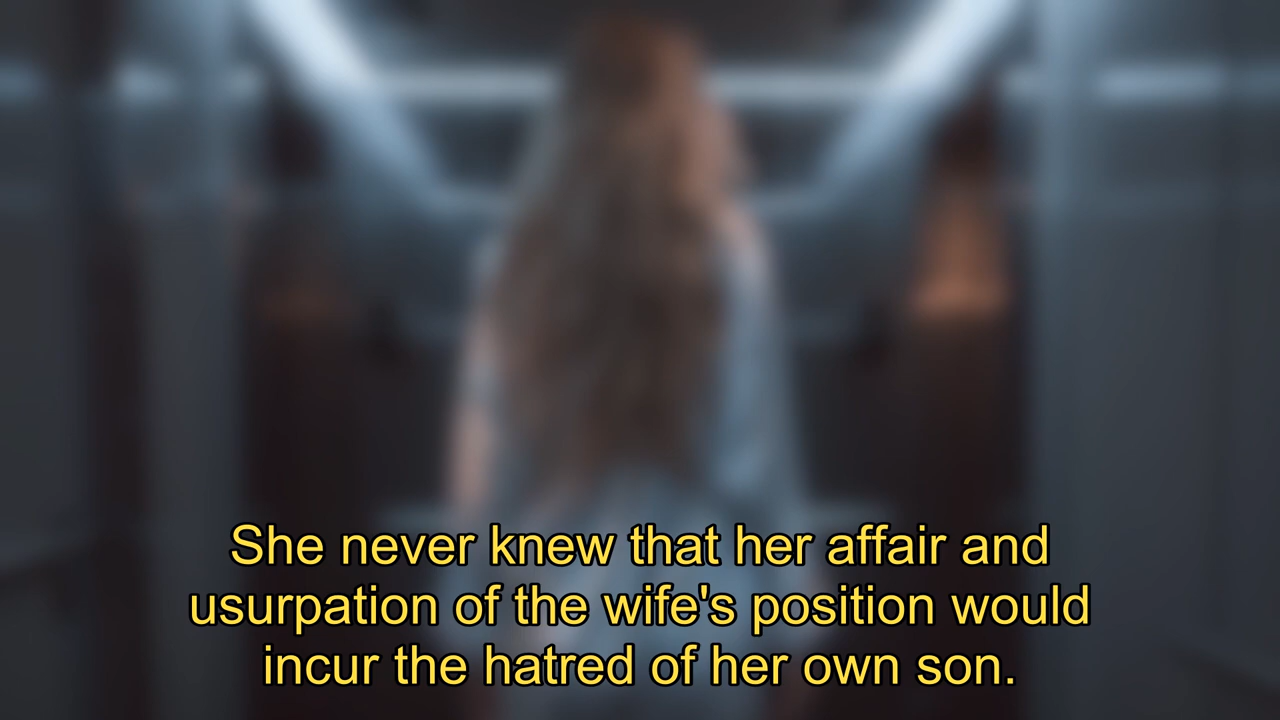 She never knew that her affair and
usurpation of the wife's position would
incur the hatred of her own son.